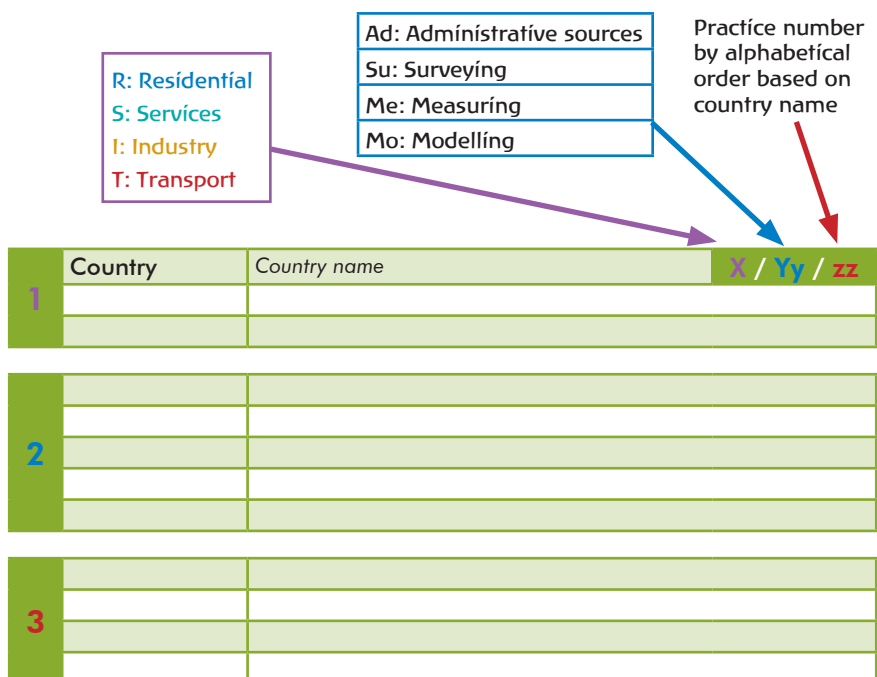 R: Residential
S: Services
I: Industry
T: Transport
Ad: Administrative sources
Su: Surveying
Me: Measuring
Mo: Modelling
Practice number
by alphabetical
order based on
country name
1
Country Country name X / Yy / zz
2
3